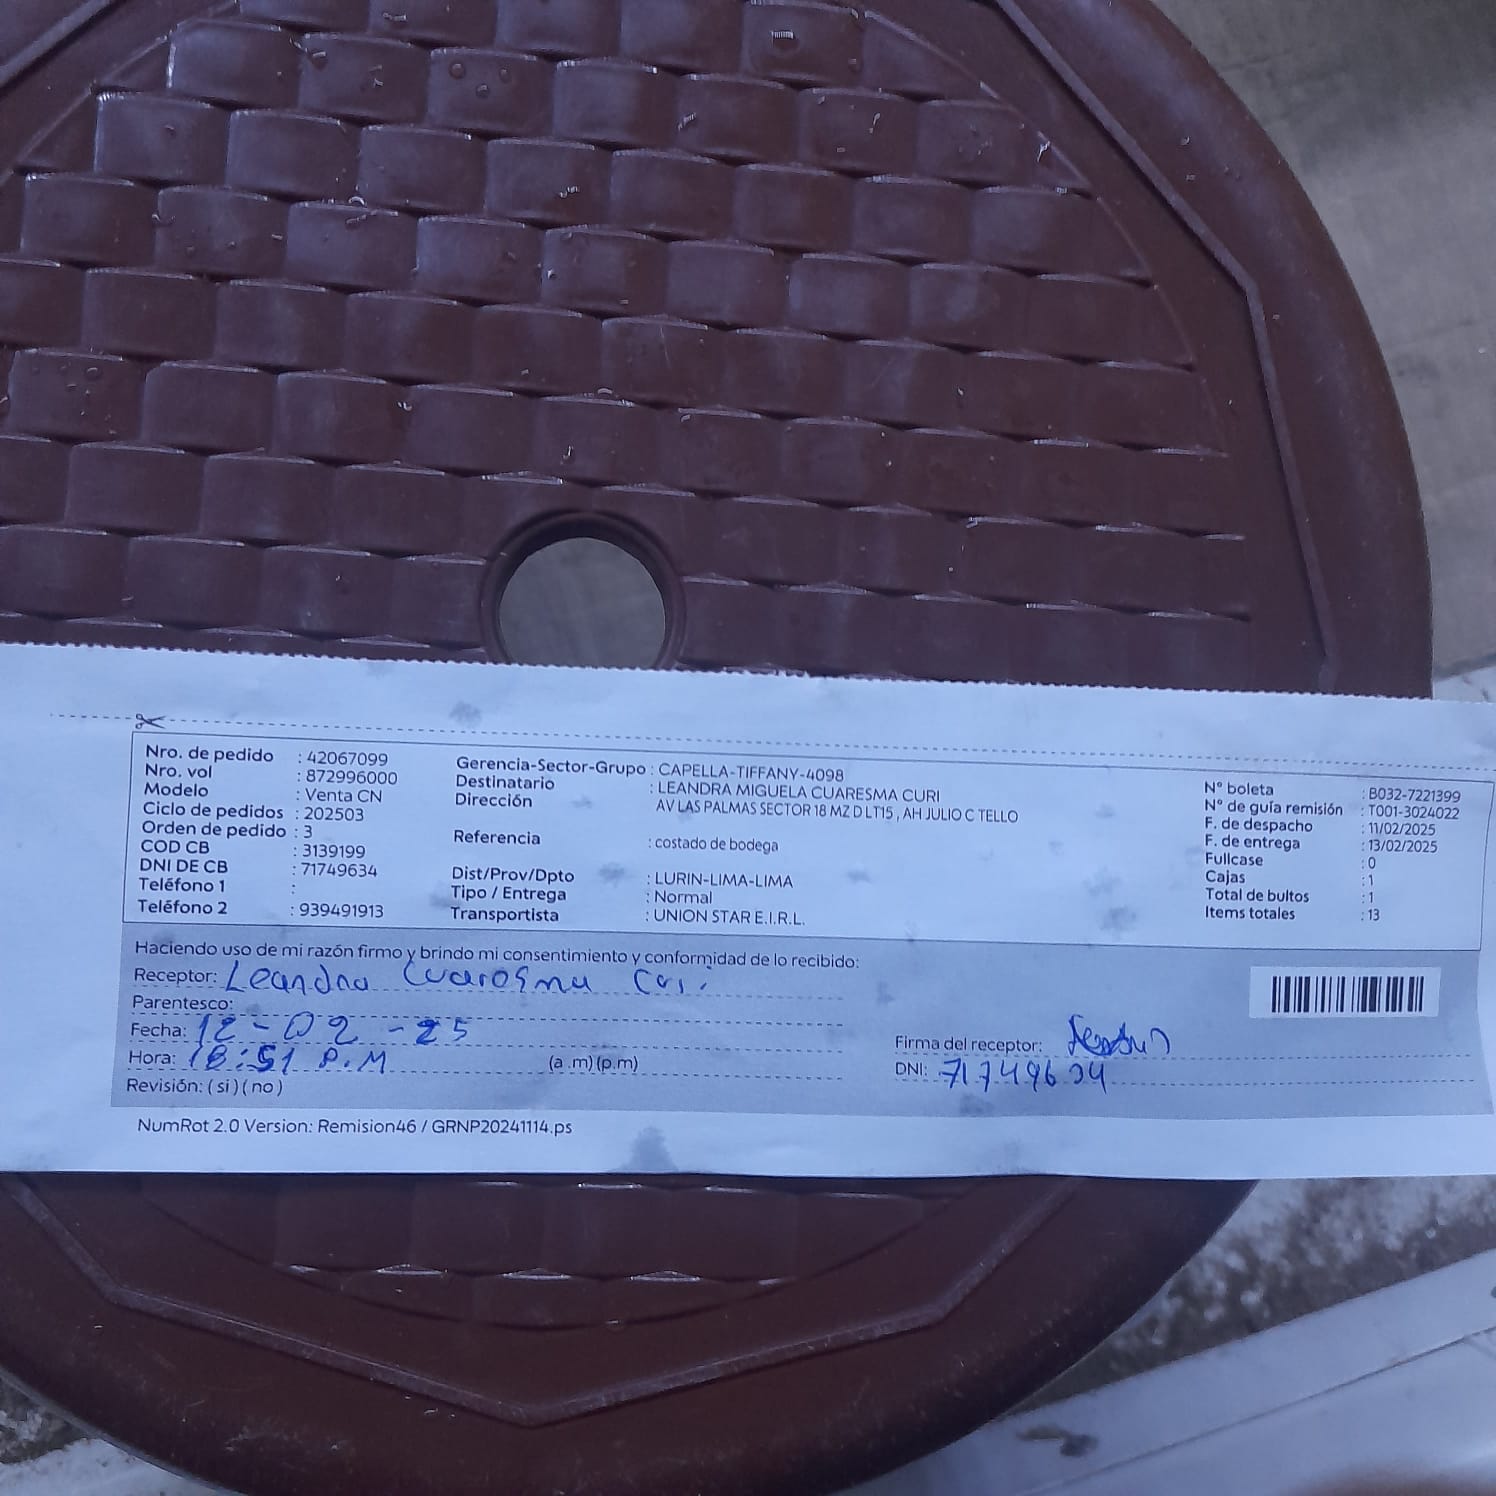 Nro. de pedido : 42067099
Nro. vol : 872996000
Modelo : Venta CN
Ciclo de pedidos : 202503
Orden de pedido : 3
COD CB : 3139199
DNI DE CB : 71749634
Teléfono 1 :
Teléfono 2 : 939491913
Gerencia-Sector-Grupo : CAPELLA-TIFFANY-4098
Destinatario : LEANDRA MIGUELA CUARESMA CURI
Dirección AV LAS PALMAS SECTOR 18 MZ D LT15 , AH JULIO C TELLO
Referencia : costado de bodega
Dist/Prov/Dpto : LURIN-LIMA-LIMA
Tipo / Entrega : Normal
Transportista : UNION STAR E.I.R.L.
N° boleta : B032-7221399
N° de guía remisión : T001-3024022
F. de despacho : 11/02/2025
F. de entrega : 13/02/2025
Fullcase : 0
Cajas : 1
Total de bultos : 1
Items totales : 13
Haciendo uso de mi razón firmo y brindo mi consentimiento y conformidad de lo recibido:
Receptor: Leandra Cuaresma
Parentesco:
Fecha: 12-02-25
Hora: 18:51 P.M (a.m)(p.m)
Revisión: ( si ) ( no )
Firma del receptor:
DNI: 71749634
NumRot 2.0 Version: Remision46 / GRNP20241114.ps